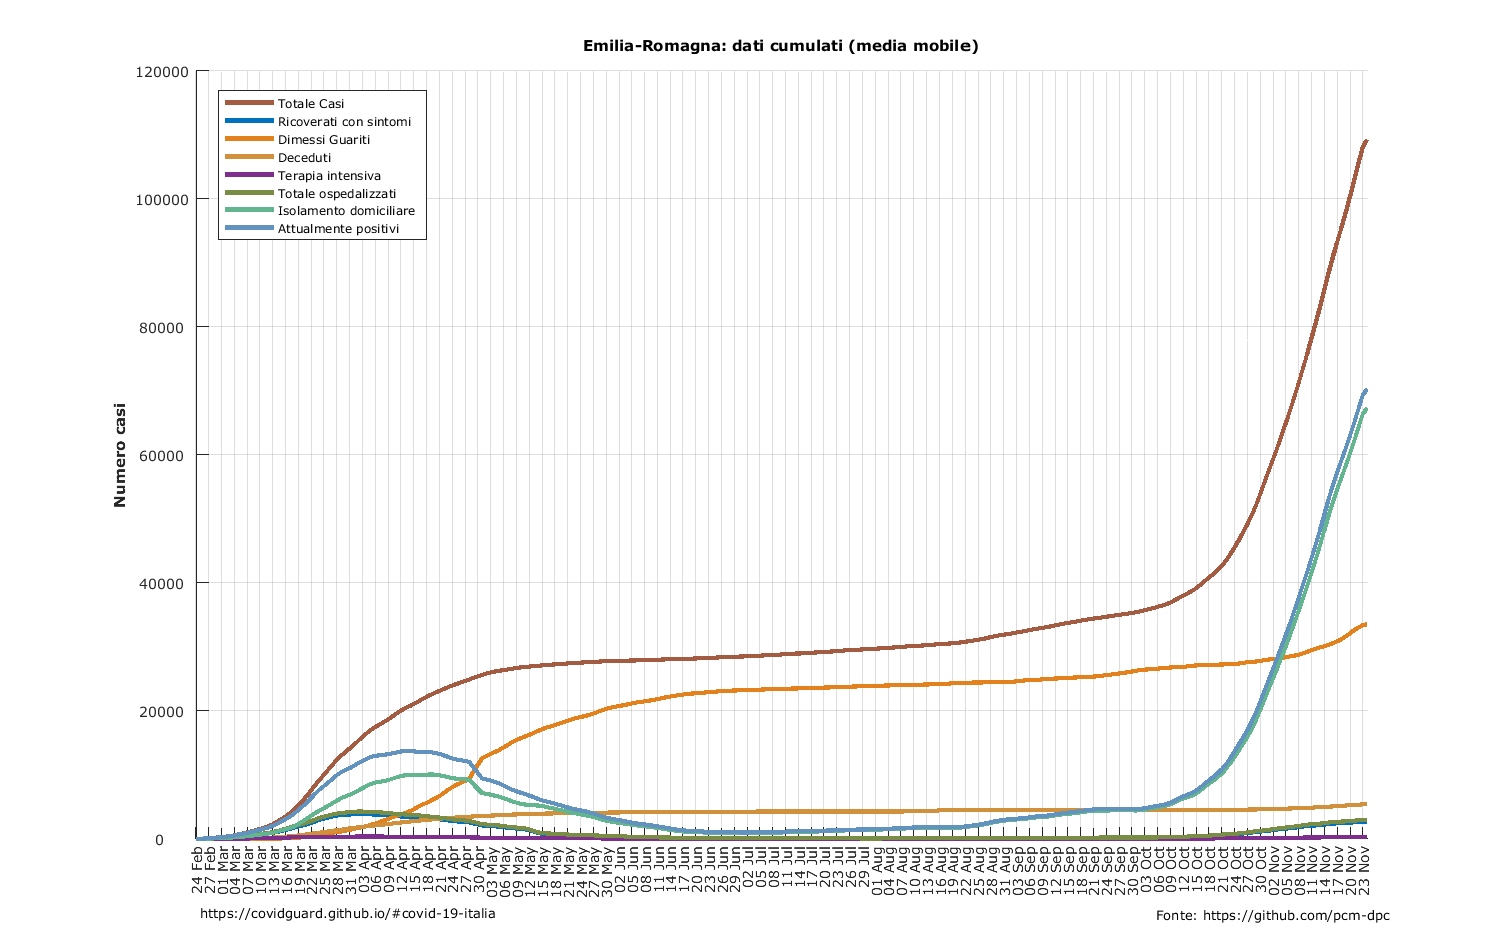 Emilia-Romagna: dati cumulati (media mobile)
120000
100000
80000
60000
40000
20000
0
Numero casi
Totale Casi
Ricoverati con sintomi
Dimessi Guariti
Deceduti
Terapia intensiva
Totale ospedalizzati
Isolamento domiciliare
Attualmente positivi
24 Feb
27 Feb
01 Mar
04 Mar
07 Mar
10 Mar
13 Mar
16 Mar
19 Mar
22 Mar
25 Mar
28 Mar
31 Mar
03 Apr
06 Apr
09 Apr
12 Apr
15 Apr
18 Apr
21 Apr
24 Apr
27 Apr
30 Apr
03 May
06 May
09 May
12 May
15 May
18 May
21 May
24 May
27 May
30 May
02 Jun
05 Jun
08 Jun
11 Jun
14 Jun
17 Jun
20 Jun
23 Jun
26 Jun
29 Jun
02 Jul
05 Jul
08 Jul
11 Jul
14 Jul
17 Jul
20 Jul
23 Jul
26 Jul
29 Jul
01 Aug
04 Aug
07 Aug
10 Aug
13 Aug
16 Aug
19 Aug
22 Aug
25 Aug
28 Aug
31 Aug
03 Sep
06 Sep
09 Sep
12 Sep
15 Sep
18 Sep
21 Sep
24 Sep
27 Sep
30 Sep
03 Oct
06 Oct
09 Oct
12 Oct
15 Oct
18 Oct
21 Oct
24 Oct
27 Oct
30 Oct
02 Nov
05 Nov
08 Nov
11 Nov
14 Nov
17 Nov
20 Nov
23 Nov
https://covidguard.github.io/#covid-19-italia
Fonte: https://github.com/pcm-dpc